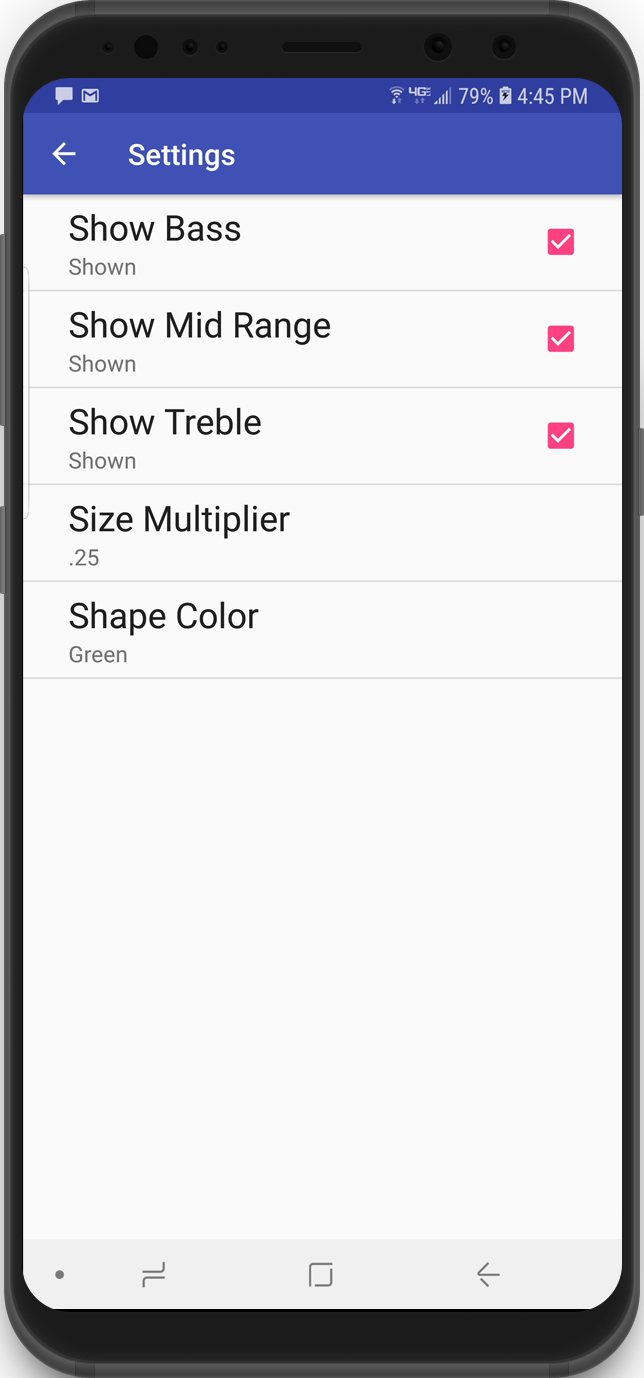 4G 79% 4:45 PM
Settings
Show Bass
Shown
Show Mid Range
Shown
Show Treble
Shown
Size Multiplier
.25
Shape Color
Green